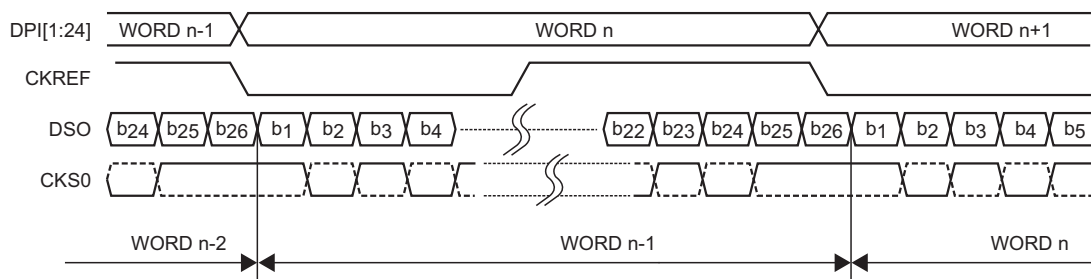 DPI[1:24] WORD n-1 WORD n WORD n+1
CKREF
DSO b24 b25 b26 b1 b2 b3 b4 b22 b23 b24 b25 b26 b1 b2 b3 b4 b5
CKS0
WORD n-2 WORD n-1 WORD n